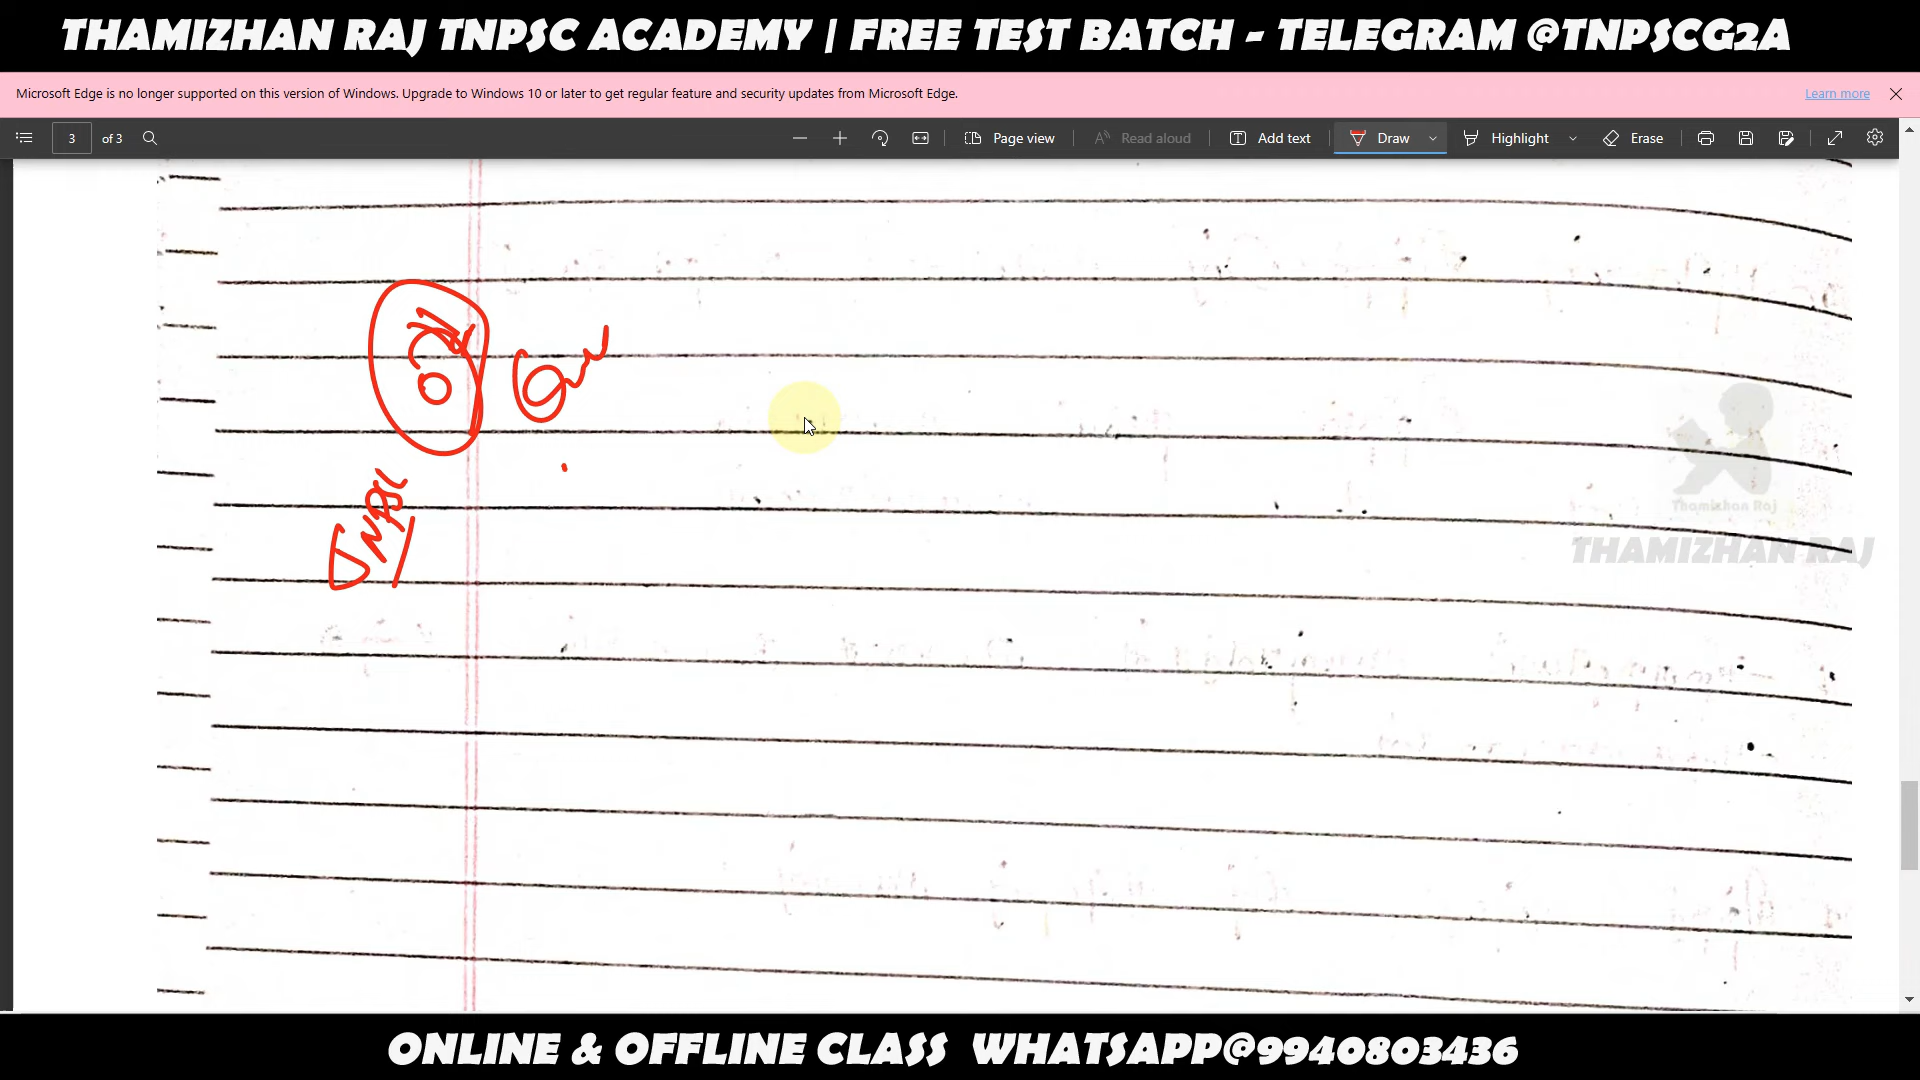 THAMIZHAN RAJ TNPSC ACADEMY | FREE TEST BATCH - TELEGRAM @TNPSCG2A
Microsoft Edge is no longer supported on this version of Windows. Upgrade to Windows 10 or later to get regular feature and security updates from Microsoft Edge.
Learn more
3 of 3
Page view
Read aloud
Add text
Draw
Highlight
Erase
Thamizhan Raj
THAMIZHAN RAJ
ONLINE & OFFLINE CLASS WHATSAPP@9940803436